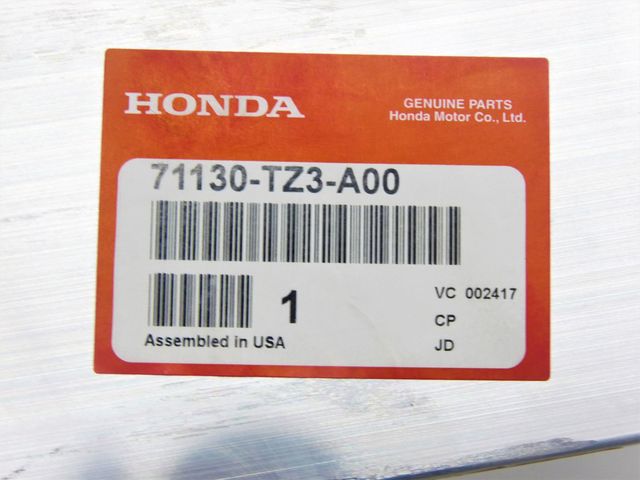 HONDA
GENUINE PARTS
Honda Motor Co., Ltd.
71130-TZ3-A00
1
VC 002417
CP
Assembled in USA
JD